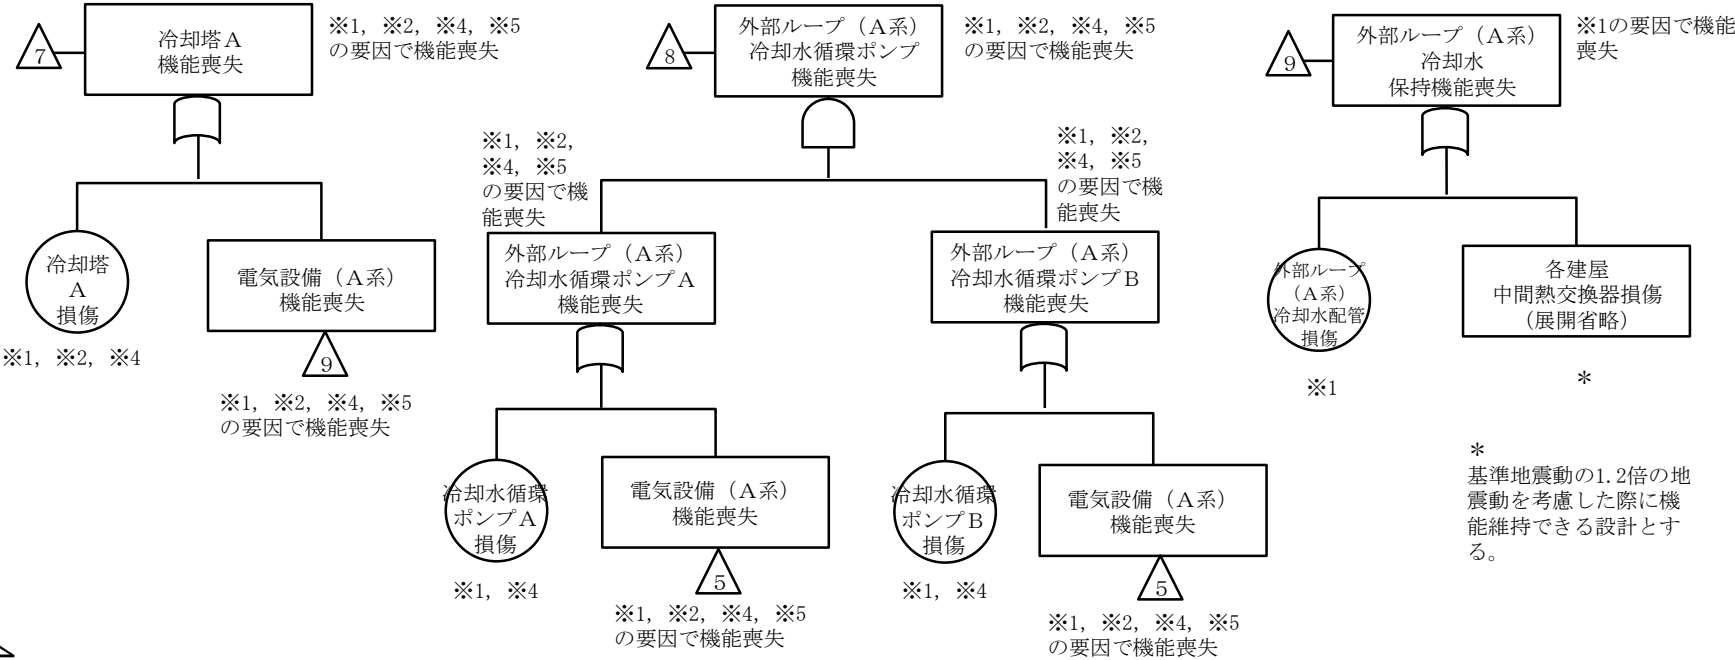 7
冷却塔A
機能喪失
※1, ※2, ※4, ※5
の要因で機能喪失
冷却塔
A
損傷
※1, ※2, ※4
電気設備（A系）
機能喪失
9
※1, ※2, ※4, ※5
の要因で機能喪失
8
外部ループ（A系）
冷却水循環ポンプ
機能喪失
※1, ※2, ※4, ※5
の要因で機能喪失
※1, ※2,
※4, ※5
の要因で機
能喪失
外部ループ（A系）
冷却水循環ポンプA
機能喪失
冷却水循環
ポンプA
損傷
※1, ※4
電気設備（A系）
機能喪失
5
※1, ※2, ※4, ※5
の要因で機能喪失
※1, ※2,
※4, ※5
の要因で機
能喪失
外部ループ（A系）
冷却水循環ポンプB
機能喪失
冷却水循環
ポンプB
損傷
※1, ※4
電気設備（A系）
機能喪失
5
※1, ※2, ※4, ※5
の要因で機能喪失
9
外部ループ（A系）
冷却水
保持機能喪失
※1の要因で機能
喪失
外部ループ
（A系）
冷却水配管
損傷
※1
各建屋
中間熱交換器損傷
（展開省略）
＊
＊
基準地震動の1.2倍の地
震動を考慮した際に機
能維持できる設計とす
る。